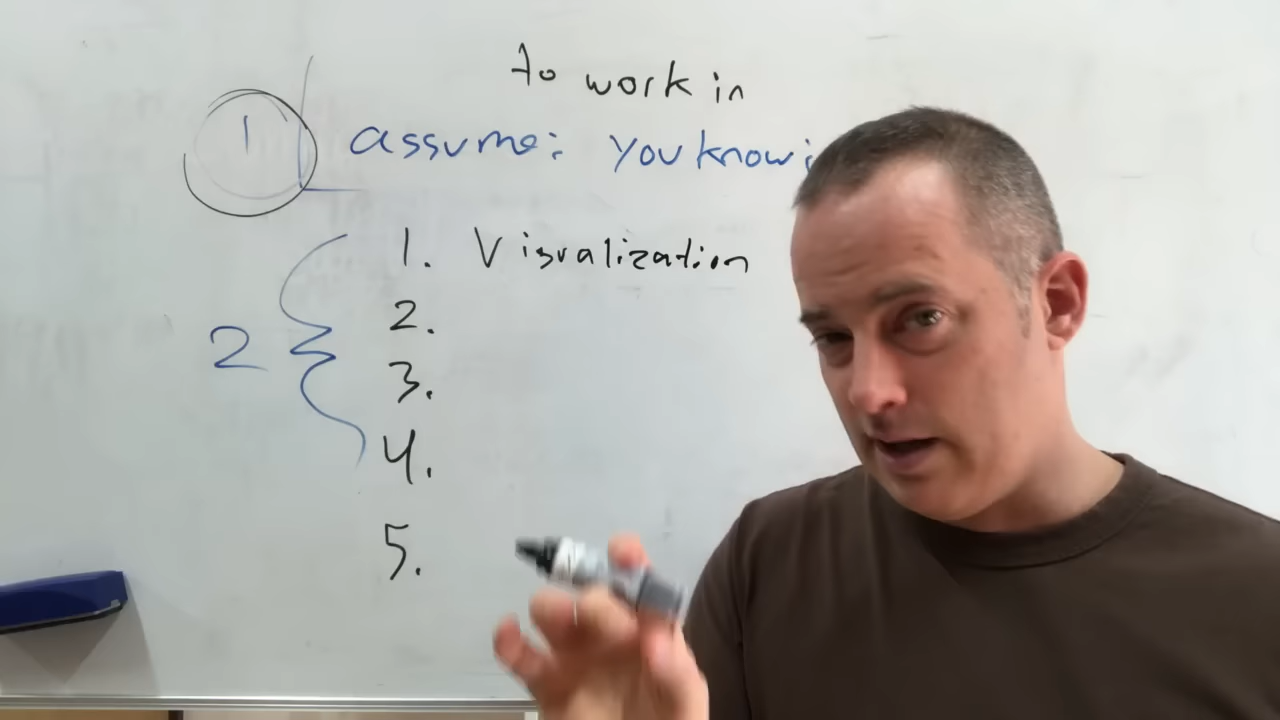 to work in
1 assume: you know
1. Visualization
2.
3.
2
4.
5.